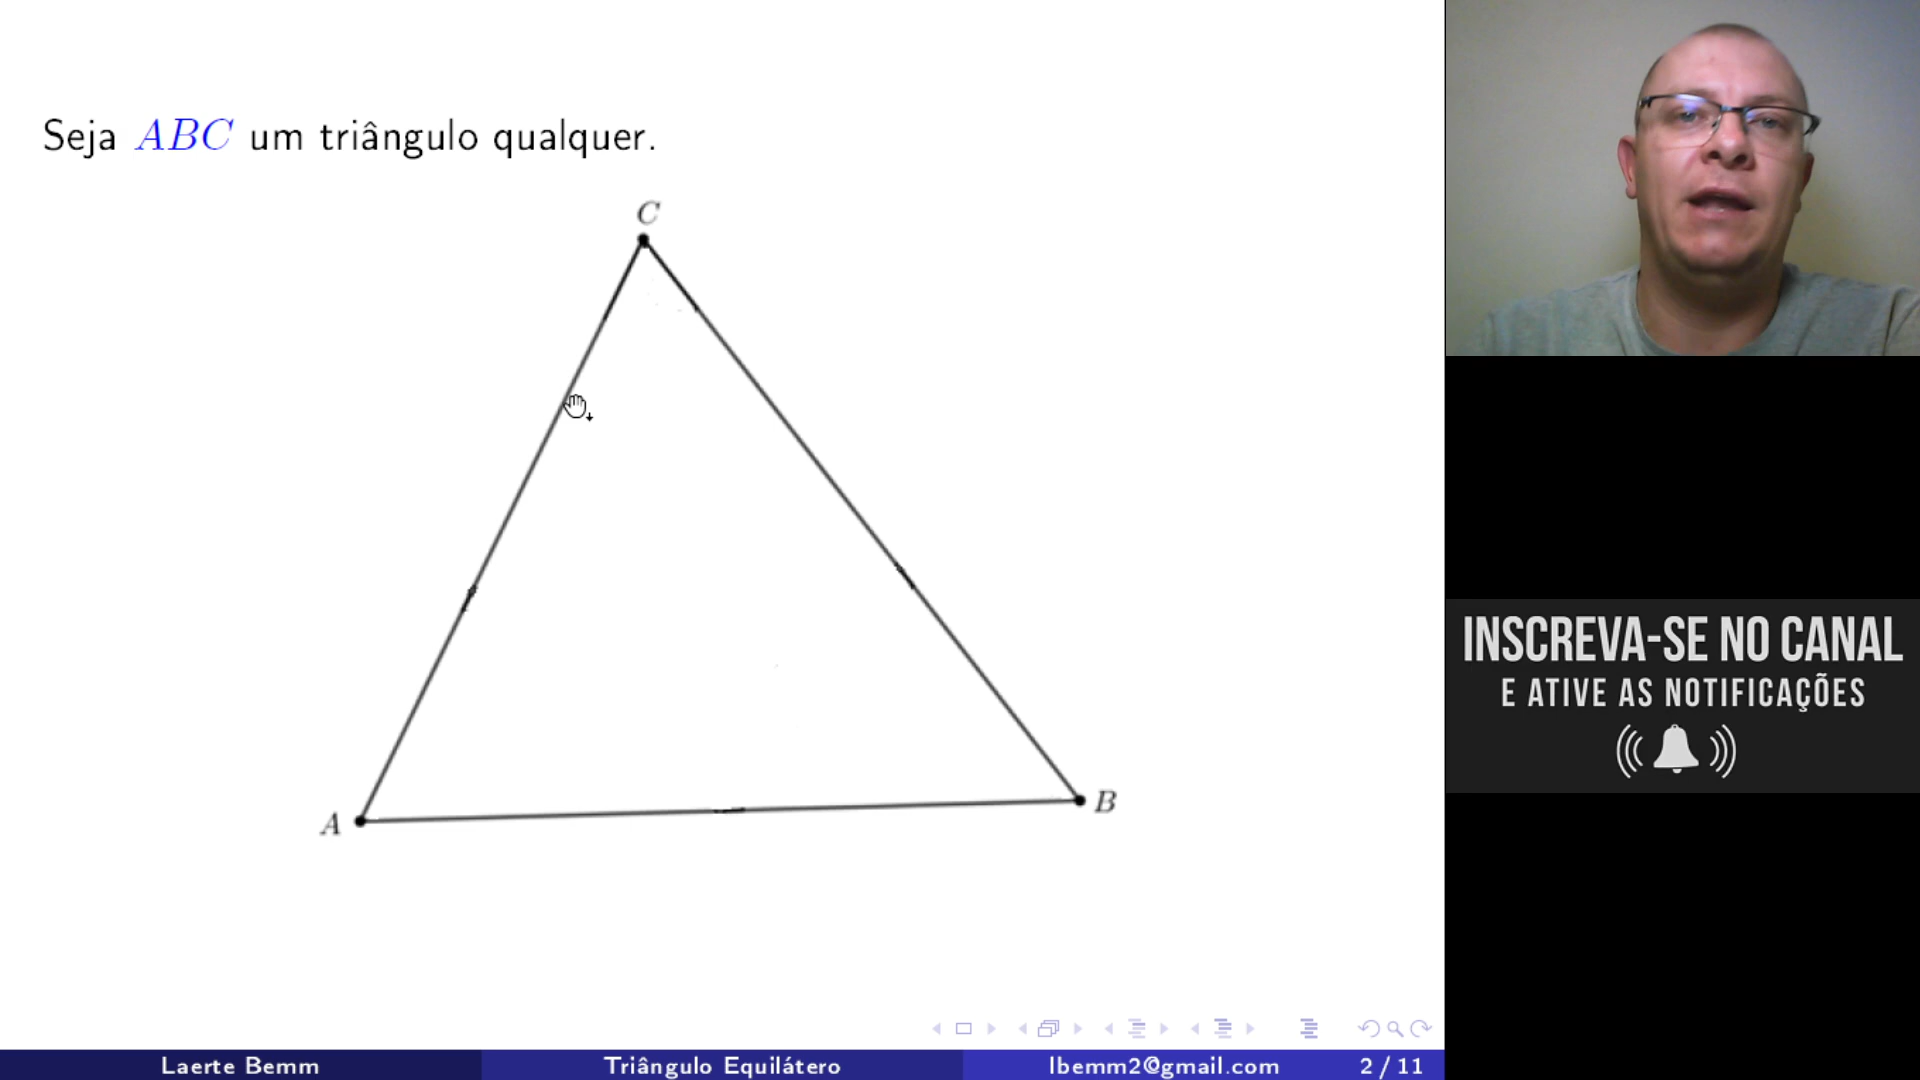 Seja ABC um triângulo qualquer.
C
A
B
INSCREVA-SE NO CANAL
E ATIVE AS NOTIFICAÇÕES
Laerte Bemm
Triângulo Equilátero
lbemm2@gmail.com
2 / 11